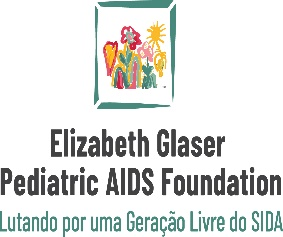 Elizabeth Glaser
Pediatric AIDS Foundation
Lutando por uma Geração Livre do SIDA